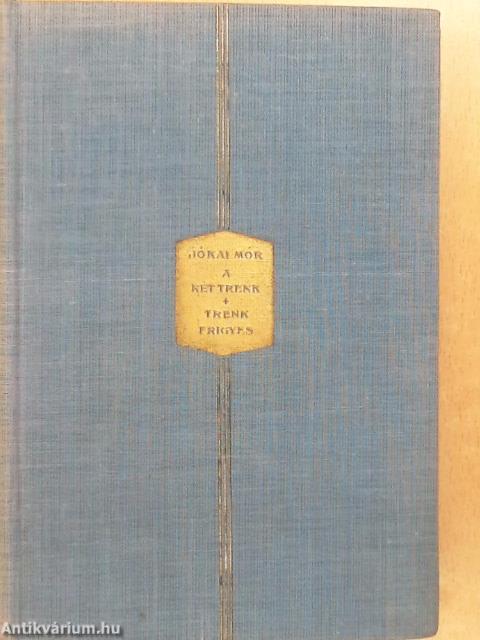 JÓKAI MÓR
A
KÉT TRENK
+
TRENK
FRIGYES
Antikvárium.hu